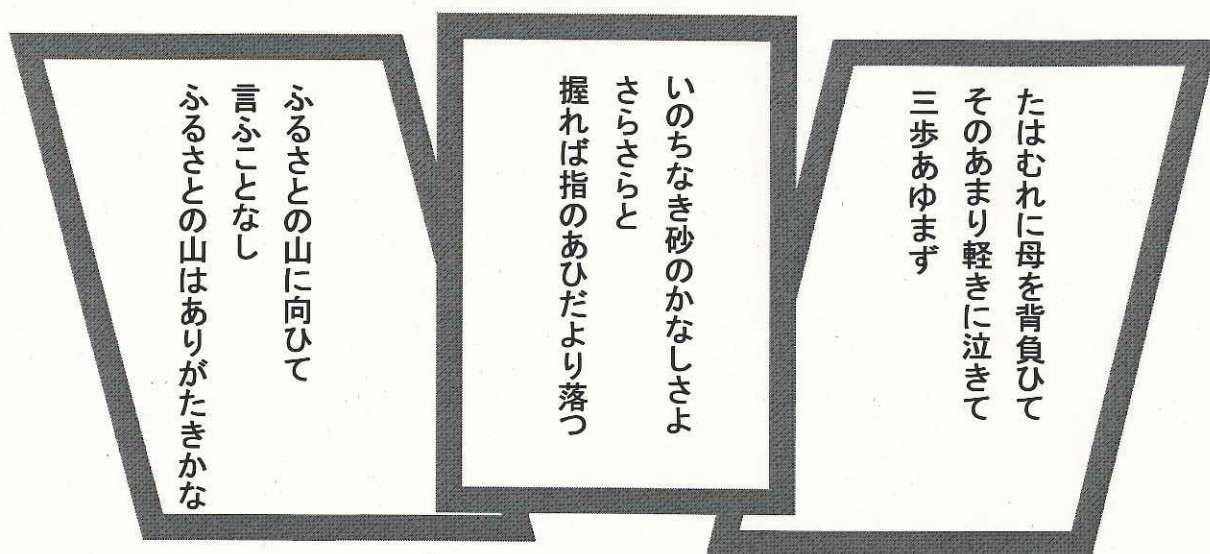 たはむれに母を背負ひて
そのあまり軽きに泣きて
三歩あゆまず
いのちなき砂のかなしさよ
さらさらと
握れば指のあひだより落つ
ふるさとの山に向ひて
言ふことなし
ふるさとの山はありがたきかな